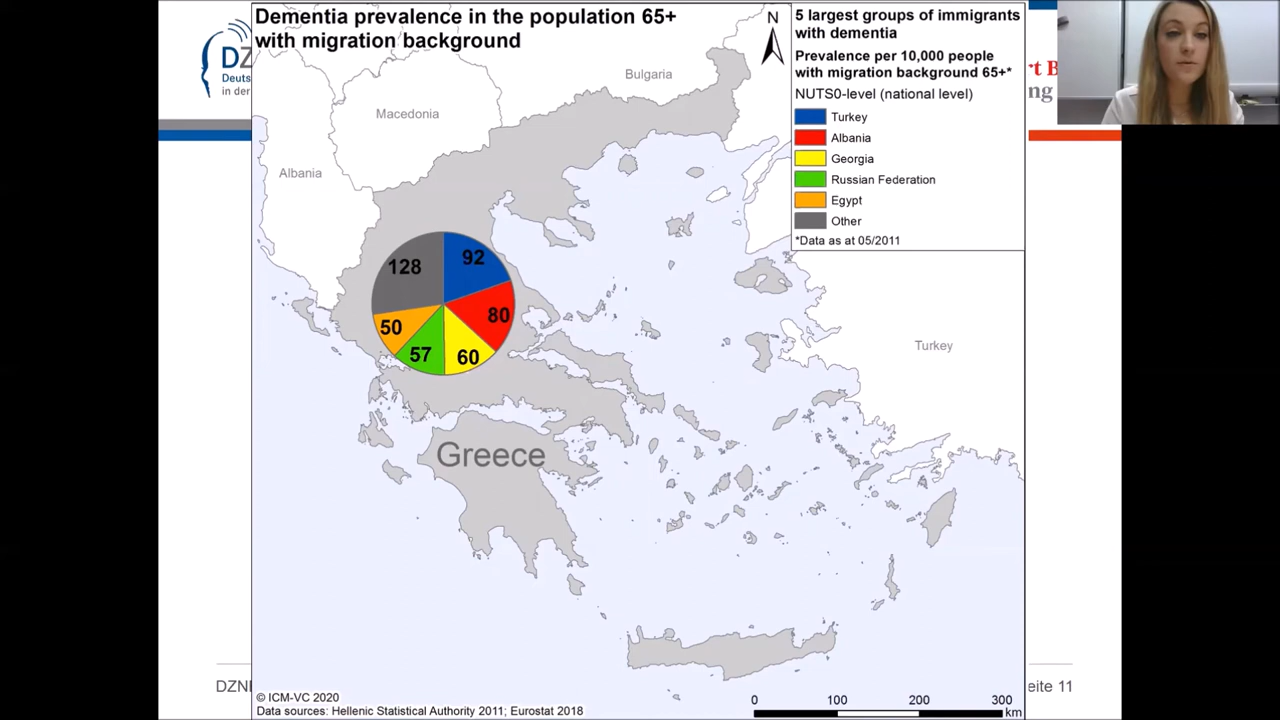 Dementia prevalence in the population 65+
with migration background
N
5 largest groups of immigrants
with dementia
Prevalence per 10,000 people
with migration background 65+*
NUTS0-level (national level)
Turkey
Albania
Georgia
Russian Federation
Egypt
Other
*Data as at 05/2011
DZ
Deuts
in der
rt B
ng
Bulgaria
Macedonia
Albania
128
92
80
50
57
60
Turkey
Greece
DZNE
eite 11
© ICM-VC 2020
Data sources: Hellenic Statistical Authority 2011; Eurostat 2018
0 100 200 300
km